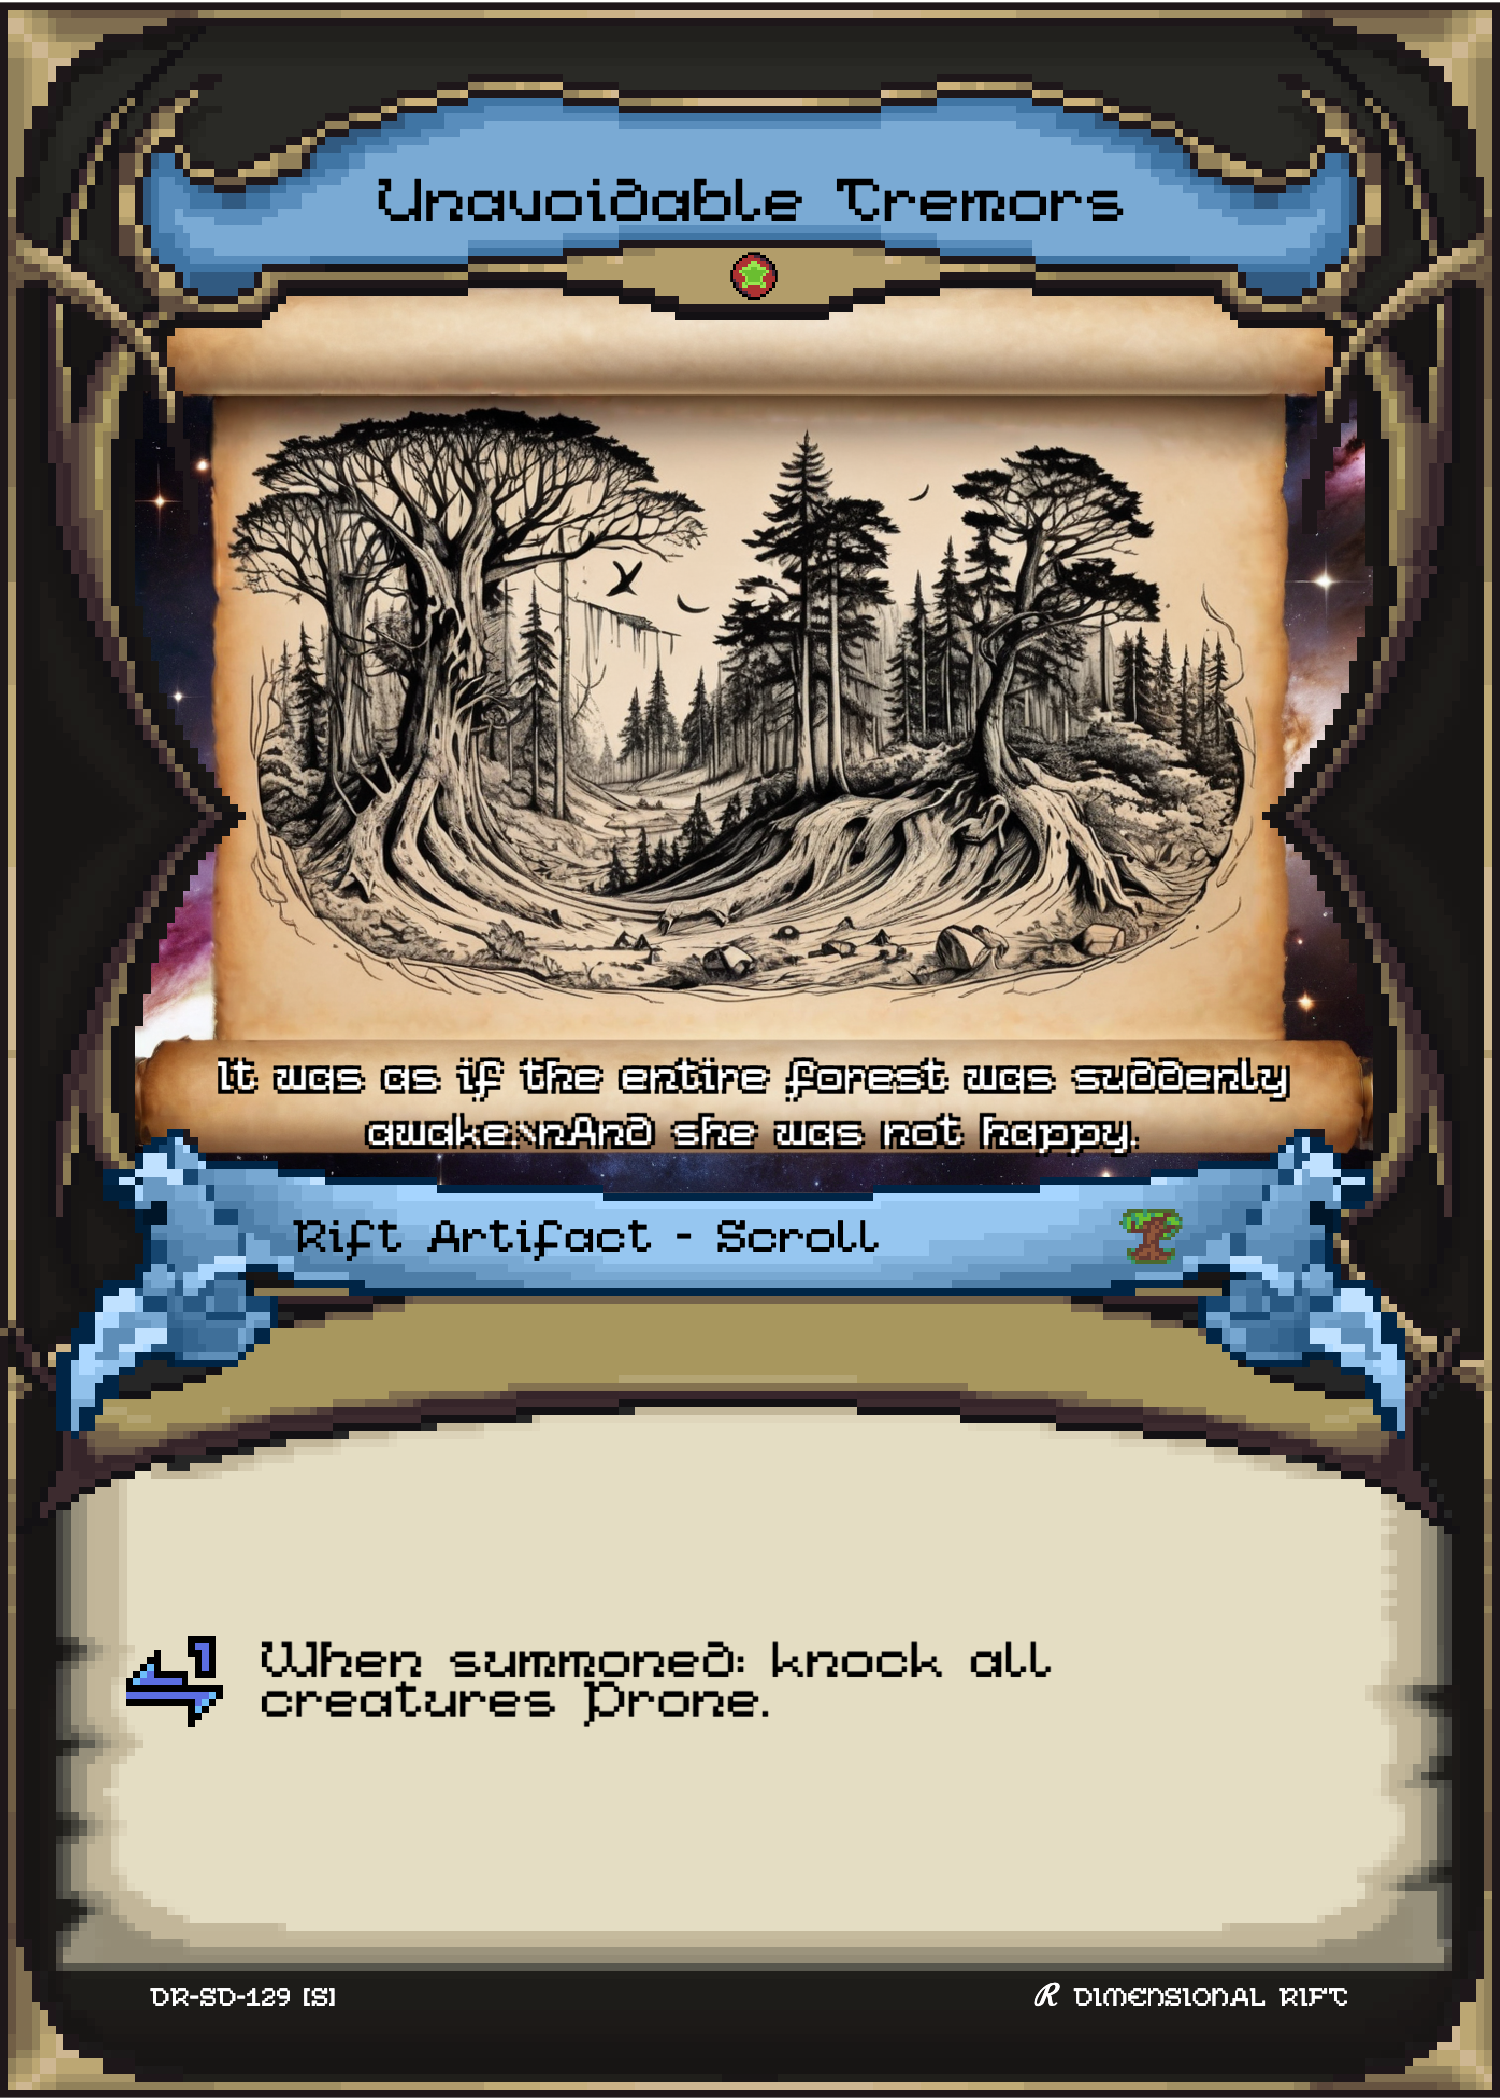 Unavoidable Tremors
It was as if the entire forest was suddenly
awake.\nAnd she was not happy.
Rift Artifact - Scroll
1
When summoned: knock all
creatures Prone.
DR-SD-129 [S]
R DIMENSIONAL RIFT